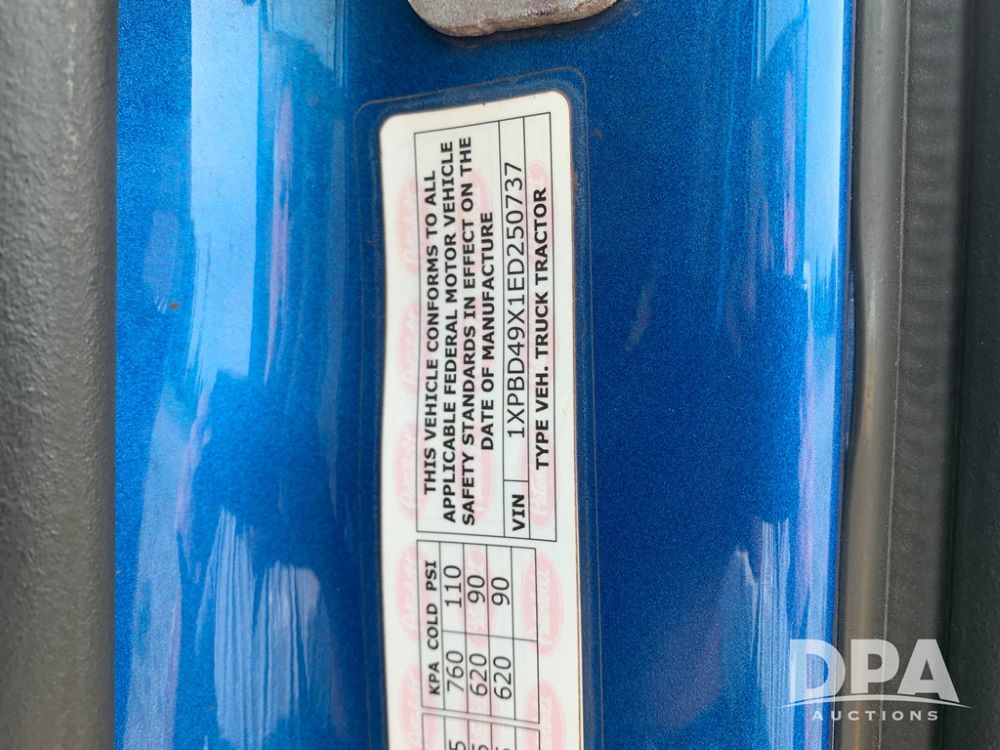 THIS VEHICLE CONFORMS TO ALL
APPLICABLE FEDERAL MOTOR VEHICLE
SAFETY STANDARDS IN EFFECT ON THE
DATE OF MANUFACTURE
VIN 1XPBD49X1ED250737
TYPE VEH. TRUCK TRACTOR
KPA COLD PSI
760 110
620 90
620 90
DPA
AUCTIONS